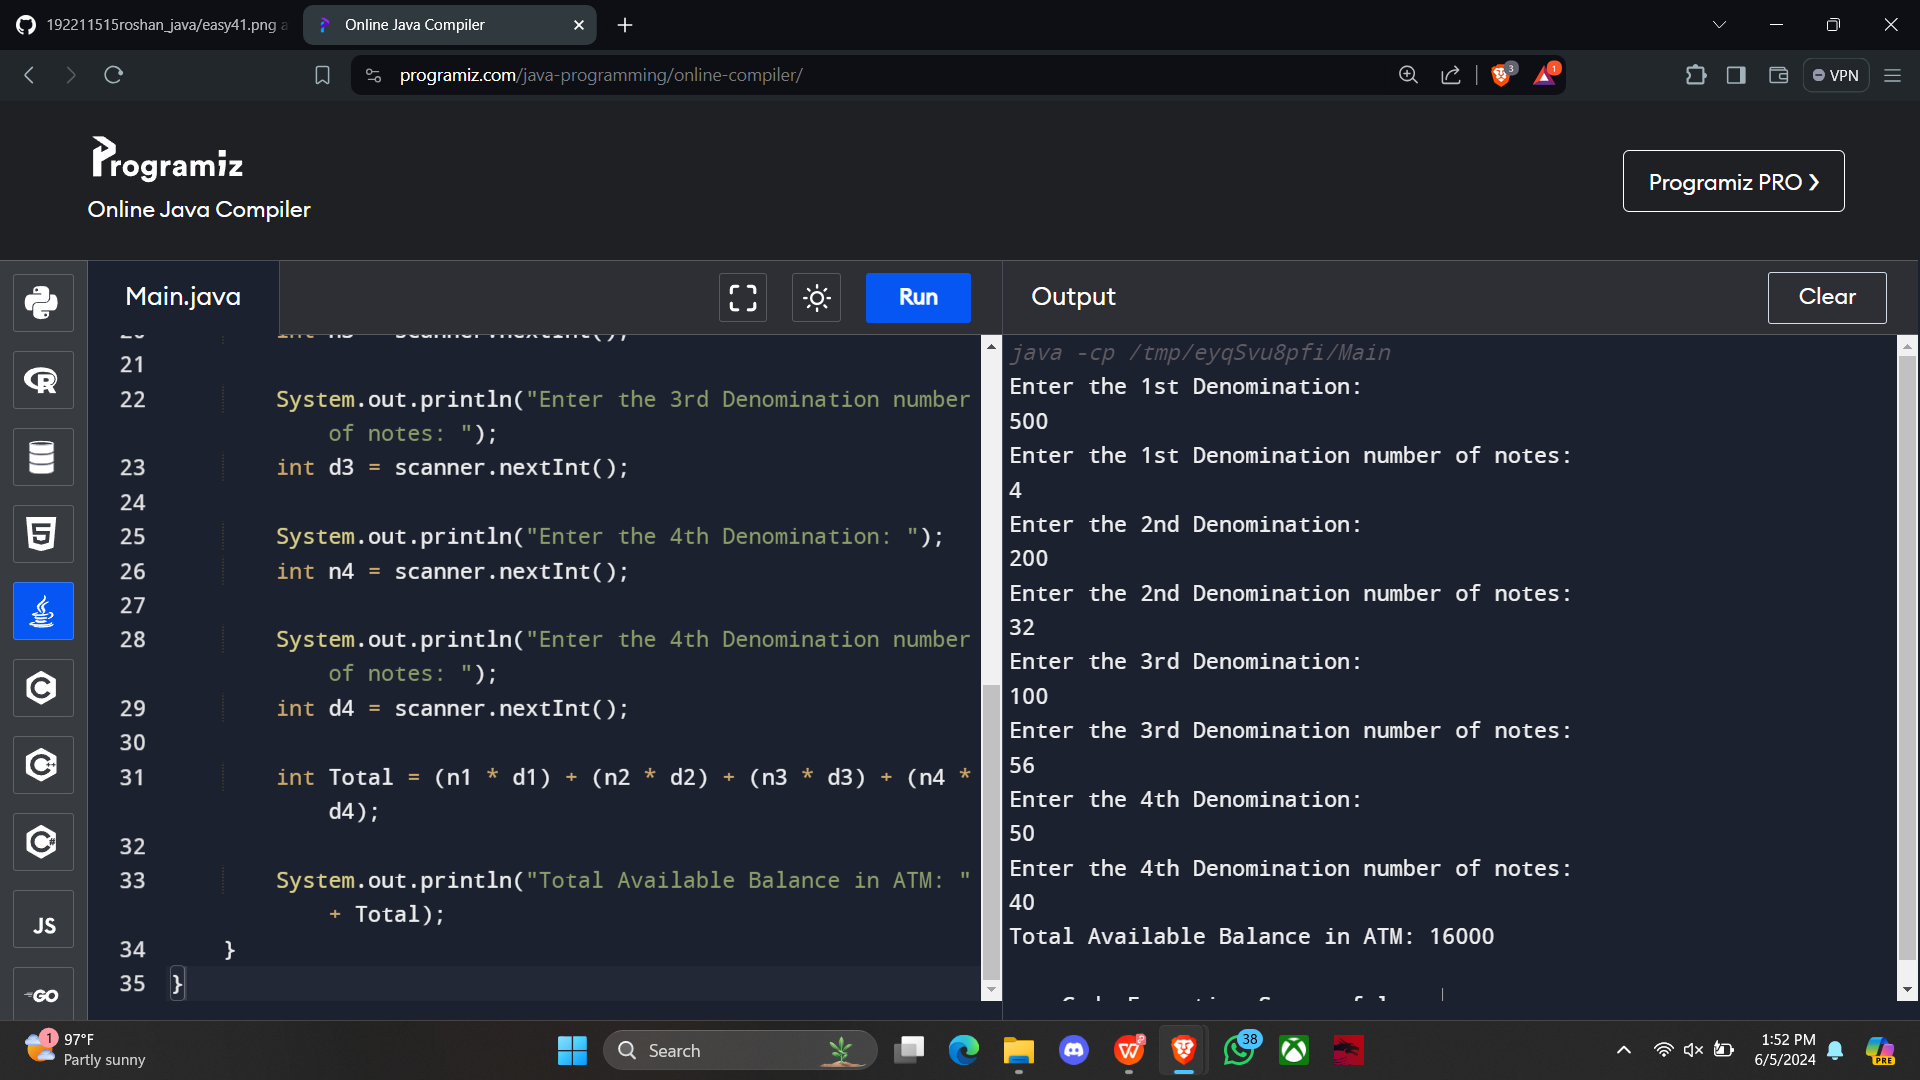 192211515roshan_java/easy41.png a
Online Java Compiler
programiz.com/java-programming/online-compiler/
3
1
VPN
Programiz
Online Java Compiler
Programiz PRO ❯
Main.java
Run
Output
Clear
20 int n3 = scanner.nextInt();
21
22 System.out.println("Enter the 3rd Denomination number
of notes: ");
23 int d3 = scanner.nextInt();
24
25 System.out.println("Enter the 4th Denomination: ");
26 int n4 = scanner.nextInt();
27
28 System.out.println("Enter the 4th Denomination number
of notes: ");
29 int d4 = scanner.nextInt();
30
31 int Total = (n1 * d1) + (n2 * d2) + (n3 * d3) + (n4 *
d4);
32
33 System.out.println("Total Available Balance in ATM: "
+ Total);
34 }
35 }
java -cp /tmp/eyqSvu8pfi/Main
Enter the 1st Denomination:
500
Enter the 1st Denomination number of notes:
4
Enter the 2nd Denomination:
200
Enter the 2nd Denomination number of notes:
32
Enter the 3rd Denomination:
100
Enter the 3rd Denomination number of notes:
56
Enter the 4th Denomination:
50
Enter the 4th Denomination number of notes:
40
Total Available Balance in ATM: 16000
R
5
C
C++
C#
JS
GO
1
97°F
Partly sunny
Search
38
1:52 PM
6/5/2024
PRE